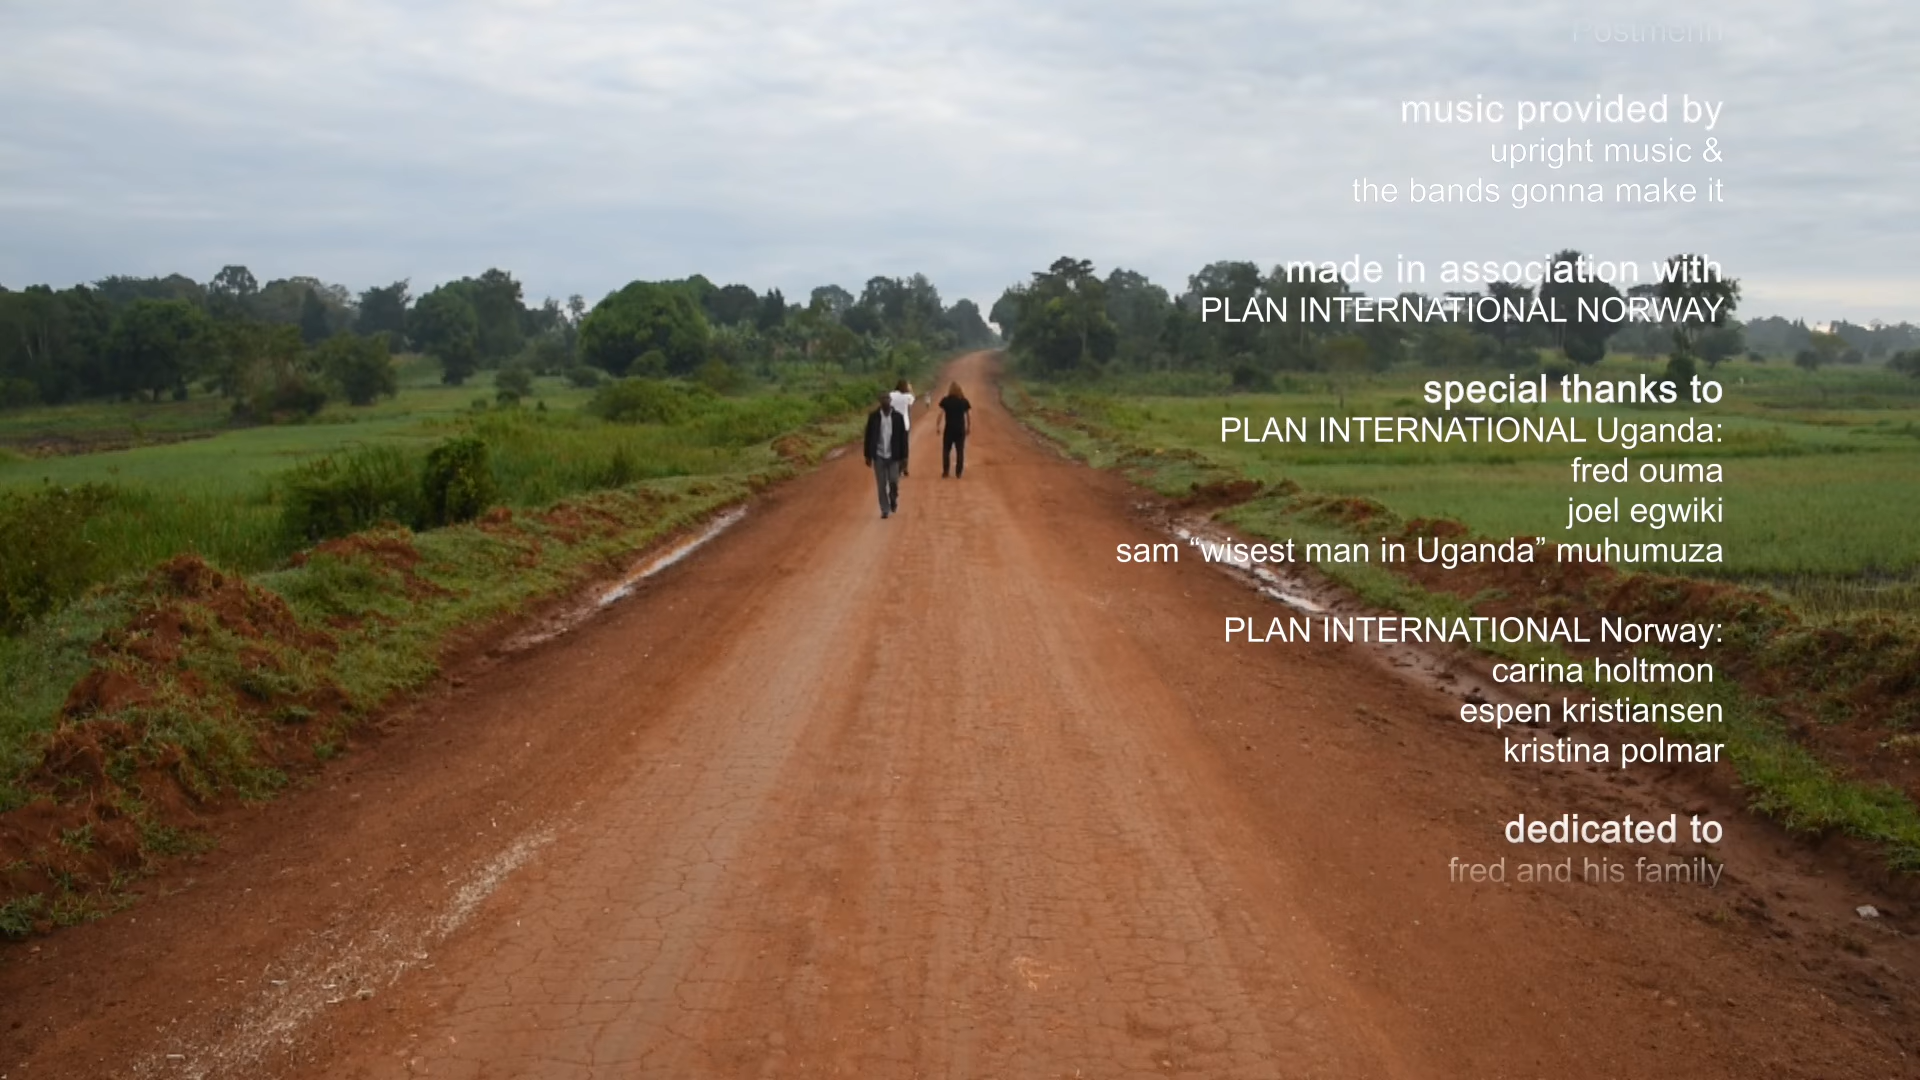 music provided by
upright music &
the bands gonna make it
made in association with
PLAN INTERNATIONAL NORWAY
special thanks to
PLAN INTERNATIONAL Uganda:
fred ouma
joel egwiki
sam “wisest man in Uganda” muhumuza
PLAN INTERNATIONAL Norway:
carina holtmon
espen kristiansen
kristina polmar
dedicated to
fred and his family